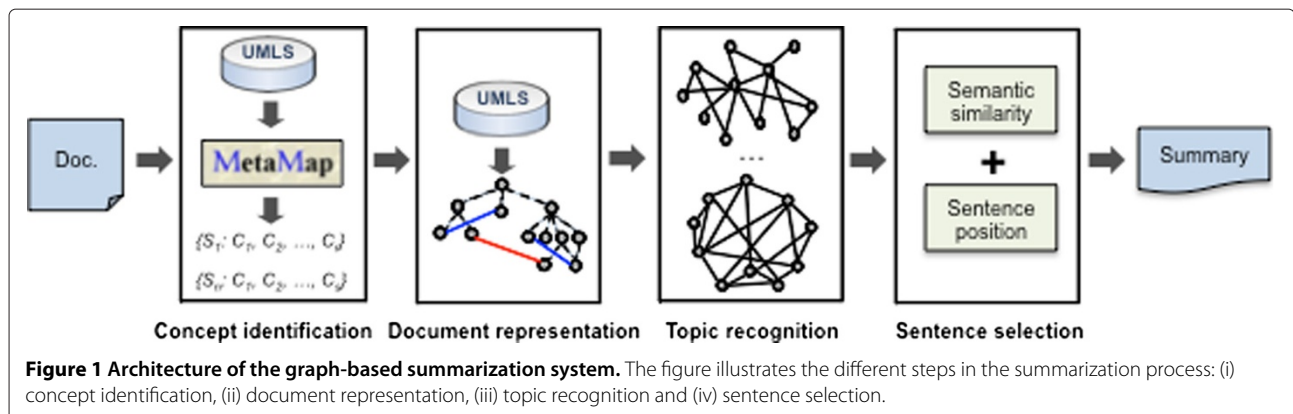 UMLS
Doc.
MetaMap
{S1: C1, C2, ..., Cn}
{Sn: C1, C2, ..., Cn}
Concept identification
UMLS
Document representation
...
Topic recognition
Semantic
similarity
+
Sentence
position
Sentence selection
Summary
Figure 1 Architecture of the graph-based summarization system. The figure illustrates the different steps in the summarization process: (i)
concept identification, (ii) document representation, (iii) topic recognition and (iv) sentence selection.